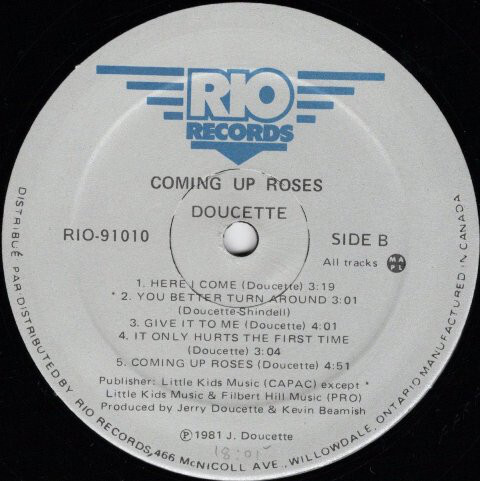 RIO
RECORDS
COMING UP ROSES
DOUCETTE
RIO-91010
SIDE B
All tracks MAPL
1. HERE I COME (Doucette) 3:19
* 2. YOU BETTER TURN AROUND 3:01
(Doucette-Shindell)
3. GIVE IT TO ME (Doucette) 4:01
4. IT ONLY HURTS THE FIRST TIME
(Doucette) 3:04
5. COMING UP ROSES (Doucette) 4:51
Publisher: Little Kids Music (CAPAC) except *
Little Kids Music & Filbert Hill Music (PRO)
Produced by Jerry Doucette & Kevin Beamish
℗ 1981 J. Doucette
18:01
DISTRIBUÉ PAR-DISTRIBUTED BY RIO RECORDS, 466 McNICOLL AVE., WILLOWDALE, ONTARIO MANUFACTURED IN CANADA